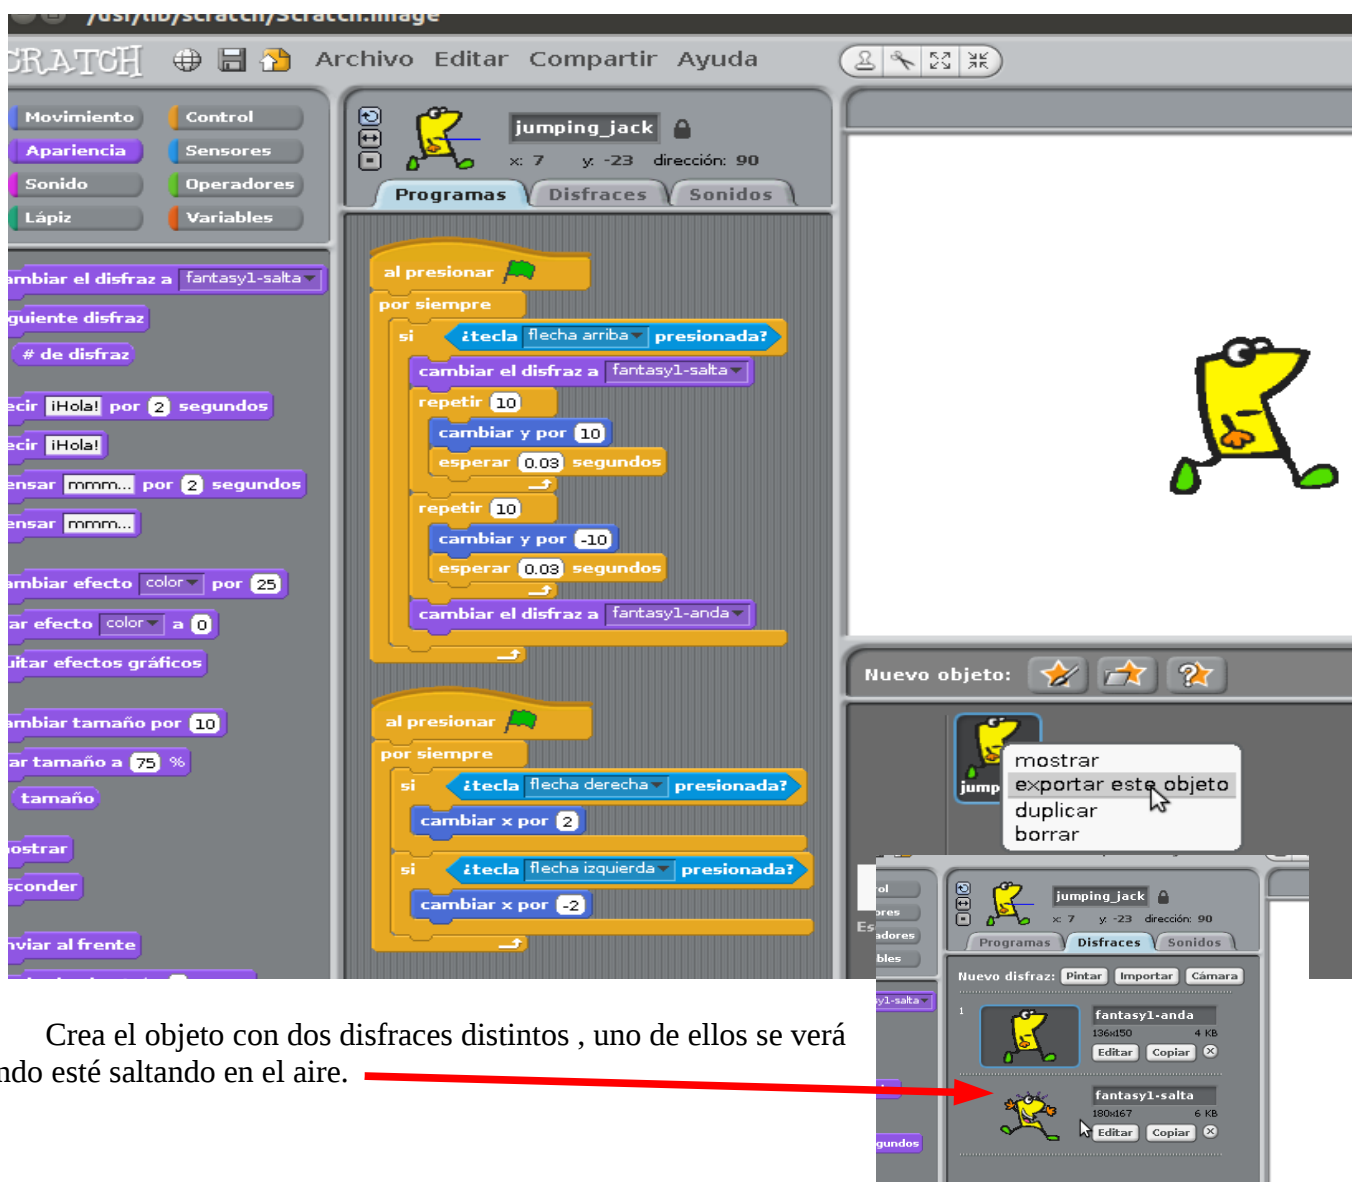 /usr/lib/scratch/Scratch.image
SCRATCH
Archivo Editar Compartir Ayuda
Movimiento
Control
Apariencia
Sensores
Sonido
Operadores
Lápiz
Variables
ambiar el disfraz a fantasy1-salta
guiente disfraz
# de disfraz
ecir ¡Hola! por 2 segundos
ecir ¡Hola!
ensar mmm... por 2 segundos
ensar mmm...
ambiar efecto color por 25
ar efecto color a 0
uitar efectos gráficos
ambiar tamaño por 10
ar tamaño a 75 %
tamaño
ostrar
sconder
nviar al frente
jumping_jack
x: 7 y: -23 dirección: 90
Programas
Disfraces
Sonidos
al presionar
por siempre
si ¿tecla flecha arriba presionada?
cambiar el disfraz a fantasy1-salta
repetir 10
cambiar y por 10
esperar 0.03 segundos
repetir 10
cambiar y por -10
esperar 0.03 segundos
cambiar el disfraz a fantasy1-anda
al presionar
por siempre
si ¿tecla flecha derecha presionada?
cambiar x por 2
si ¿tecla flecha izquierda presionada?
cambiar x por -2
Nuevo objeto:
jump
mostrar
exportar este objeto
duplicar
borrar
Es
ol
ores
adores
bles
sy1-salta
gundos
jumping_jack
x: 7 y: -23 dirección: 90
Programas
Disfraces
Sonidos
Nuevo disfraz: Pintar Importar Cámara
1
fantasy1-anda
136x150 4 KB
Editar Copiar
fantasy1-salta
180x167 6 KB
Editar Copiar
Crea el objeto con dos disfraces distintos , uno de ellos se verá
ndo esté saltando en el aire.